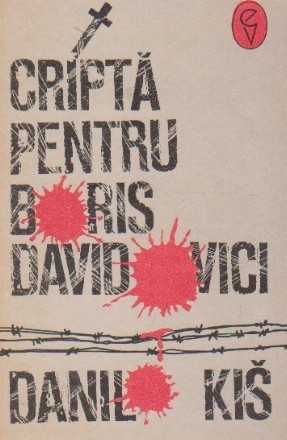 CRIPTĂ
PENTRU
BORIS
DAVIDOVICI
DANILO KIŠ